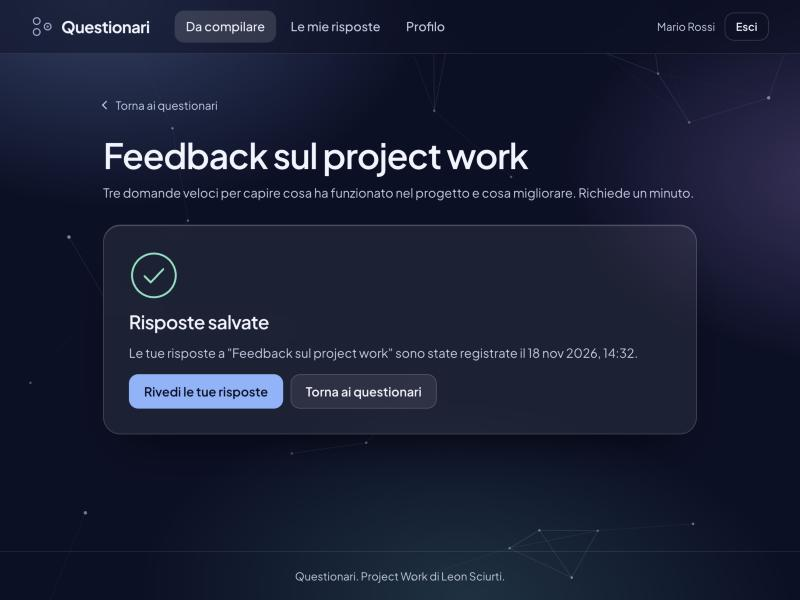 Questionari
Da compilare
Le mie risposte
Profilo
Mario Rossi
Esci
Torna ai questionari
Feedback sul project work
Tre domande veloci per capire cosa ha funzionato nel progetto e cosa migliorare. Richiede un minuto.
Risposte salvate
Le tue risposte a "Feedback sul project work" sono state registrate il 18 nov 2026, 14:32.
Rivedi le tue risposte
Torna ai questionari
Questionari. Project Work di Leon Sciurti.